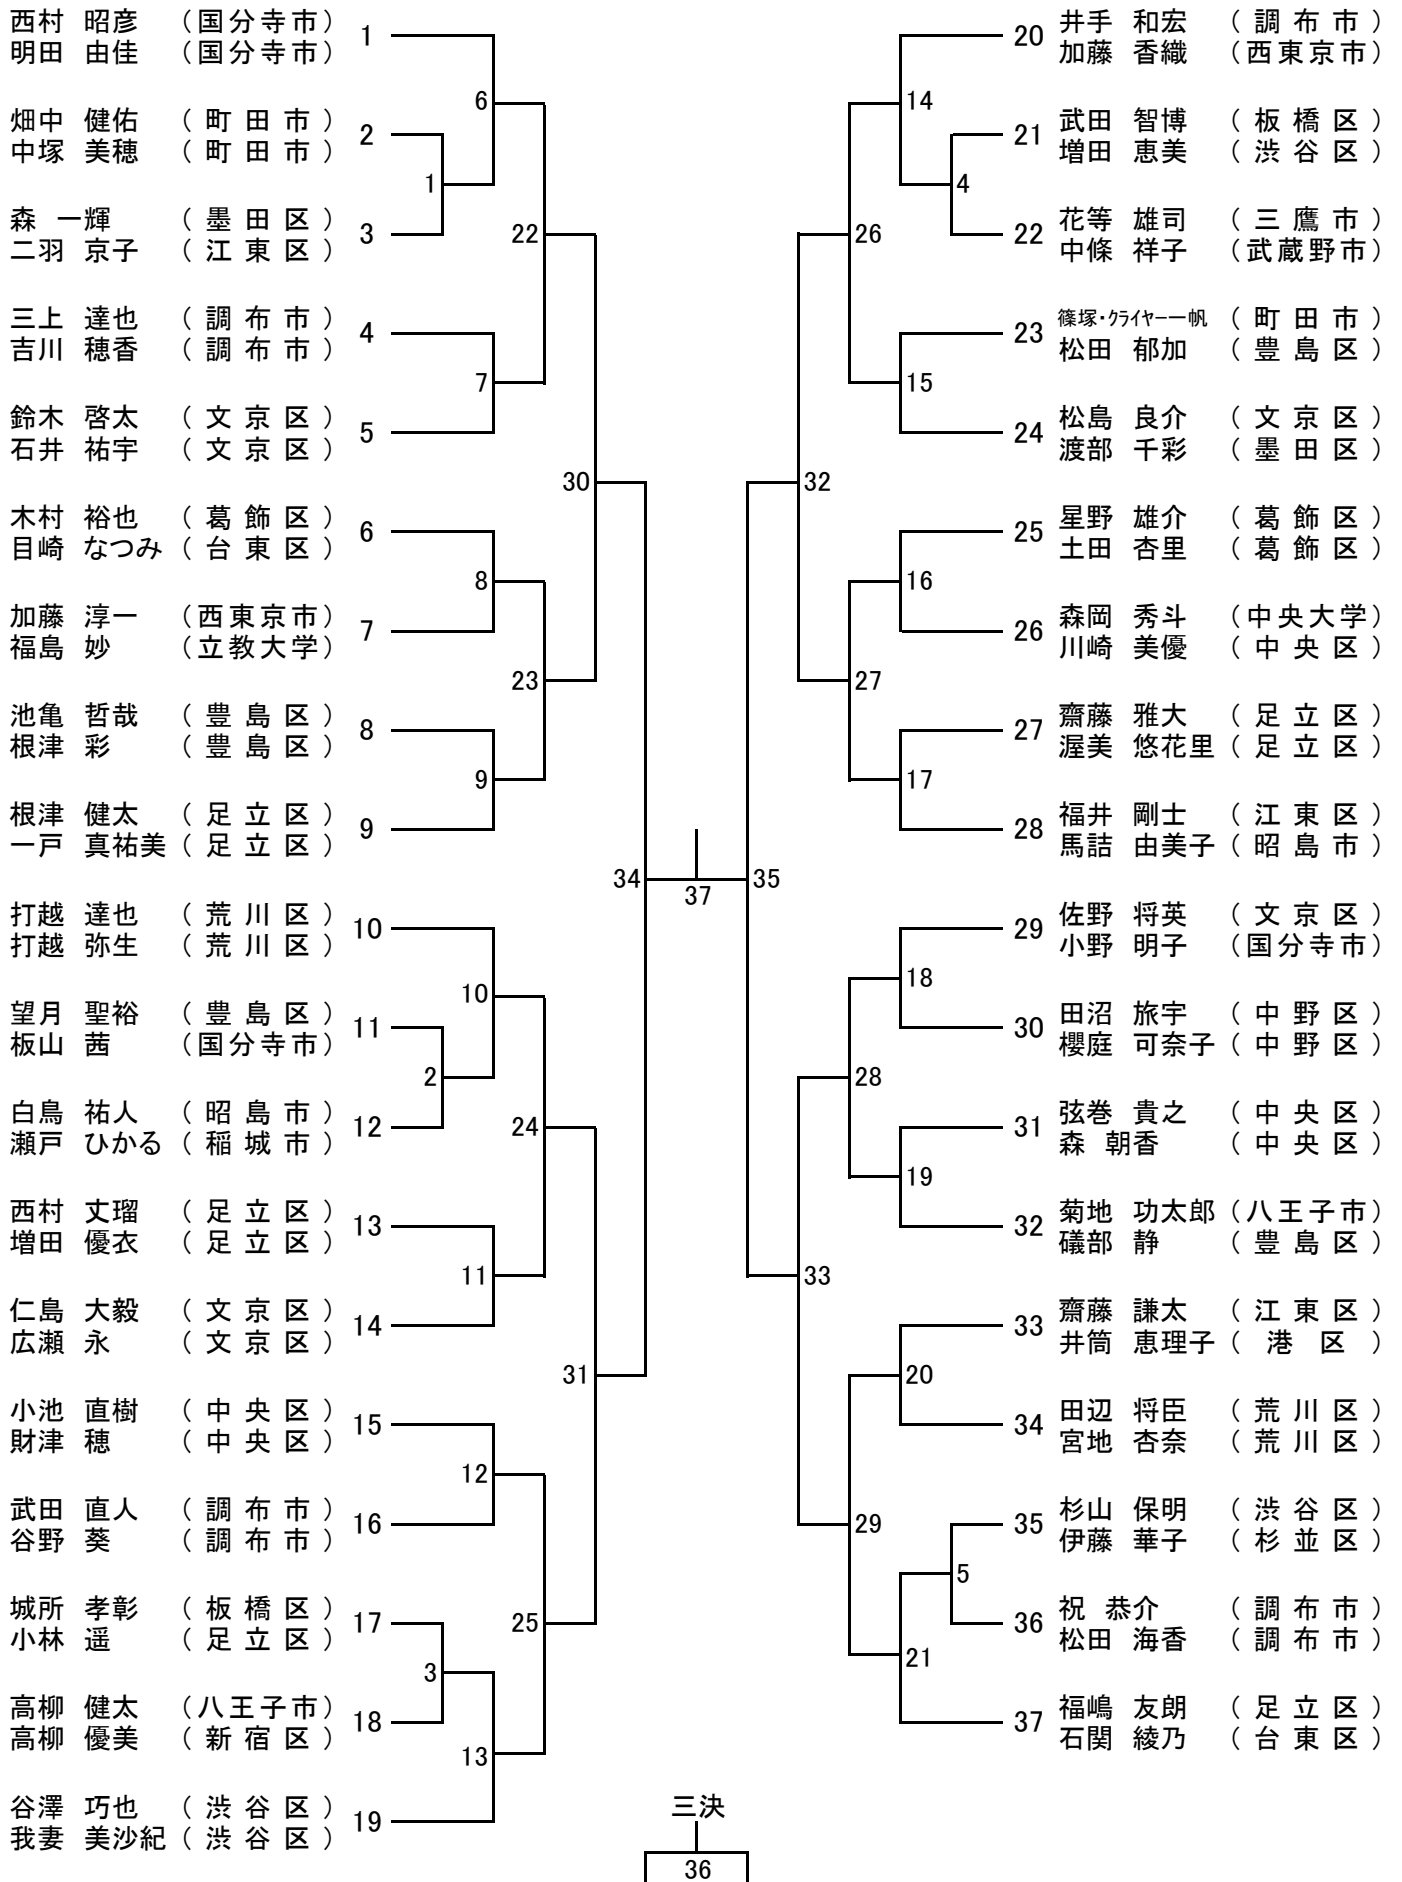 西村 昭彦 (国分寺市)
明田 由佳 (国分寺市)
1
畑中 健佑 (町田市)
中塚 美穂 (町田市)
2
森 一輝 (墨田区)
二羽 京子 (江東区)
3
三上 達也 (調布市)
吉川 穂香 (調布市)
4
鈴木 啓太 (文京区)
石井 祐宇 (文京区)
5
木村 裕也 (葛飾区)
目崎 なつみ (台東区)
6
加藤 淳一 (西東京市)
福島 妙 (立教大学)
7
池亀 哲哉 (豊島区)
根津 彩 (豊島区)
8
根津 健太 (足立区)
一戸 真祐美 (足立区)
9
打越 達也 (荒川区)
打越 弥生 (荒川区)
10
望月 聖裕 (豊島区)
板山 茜 (国分寺市)
11
白鳥 祐人 (昭島市)
瀬戸 ひかる (稲城市)
12
西村 丈瑠 (足立区)
増田 優衣 (足立区)
13
仁島 大毅 (文京区)
広瀬 永 (文京区)
14
小池 直樹 (中央区)
財津 穂 (中央区)
15
武田 直人 (調布市)
谷野 葵 (調布市)
16
城所 孝彰 (板橋区)
小林 遥 (足立区)
17
高柳 健太 (八王子市)
高柳 優美 (新宿区)
18
谷澤 巧也 (渋谷区)
我妻 美沙紀 (渋谷区)
19
6
1
22
7
30
8
23
9
34
10
2
24
11
31
12
25
3
13
37
三決
36
35
14
4
26
15
32
16
27
17
18
28
19
33
20
29
5
21
20
井手 和宏 (調布市)
加藤 香織 (西東京市)
21
武田 智博 (板橋区)
増田 恵美 (渋谷区)
22
花等 雄司 (三鷹市)
中條 祥子 (武蔵野市)
23
篠塚・クライヤー一帆 (町田市)
松田 郁加 (豊島区)
24
松島 良介 (文京区)
渡部 千彩 (墨田区)
25
星野 雄介 (葛飾区)
土田 杏里 (葛飾区)
26
森岡 秀斗 (中央大学)
川崎 美優 (中央区)
27
齋藤 雅大 (足立区)
渥美 悠花里 (足立区)
28
福井 剛士 (江東区)
馬詰 由美子 (昭島市)
29
佐野 将英 (文京区)
小野 明子 (国分寺市)
30
田沼 旅宇 (中野区)
櫻庭 可奈子 (中野区)
31
弦巻 貴之 (中央区)
森 朝香 (中央区)
32
菊地 功太郎 (八王子市)
礒部 静 (豊島区)
33
齋藤 謙太 (江東区)
井筒 恵理子 (港区)
34
田辺 将臣 (荒川区)
宮地 杏奈 (荒川区)
35
杉山 保明 (渋谷区)
伊藤 華子 (杉並区)
36
祝 恭介 (調布市)
松田 海香 (調布市)
37
福嶋 友朗 (足立区)
石関 綾乃 (台東区)